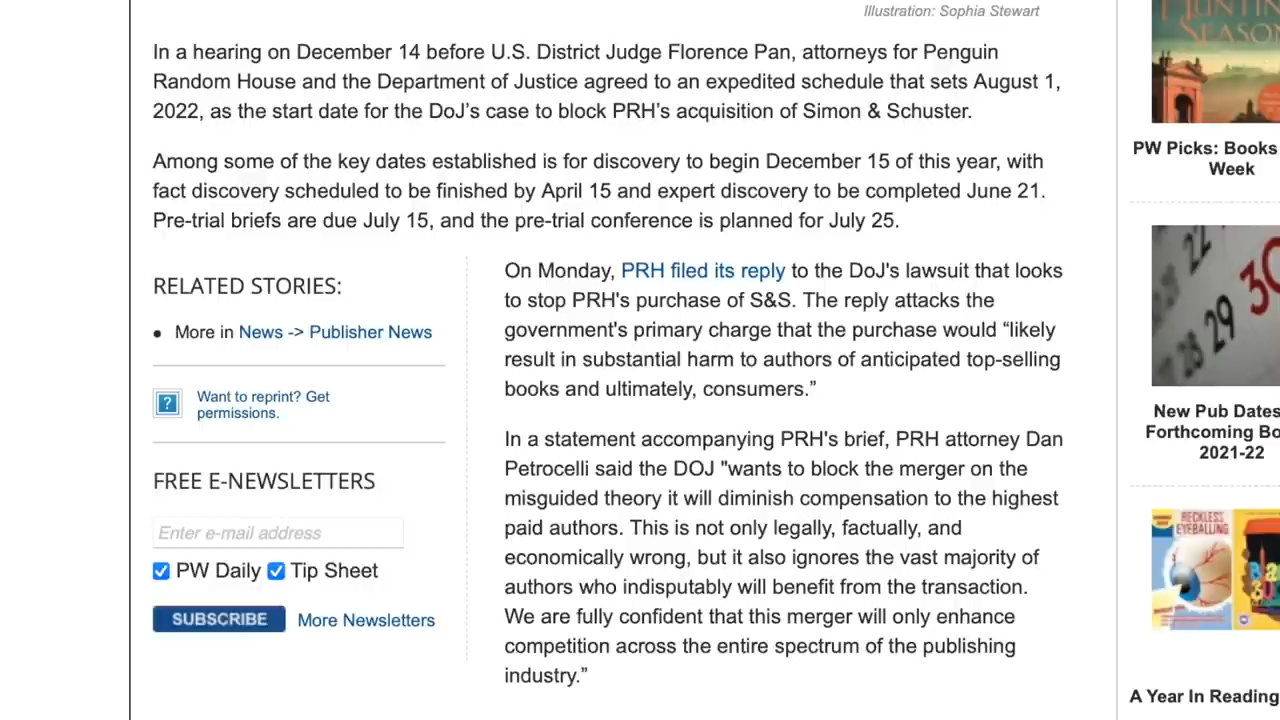 Illustration: Sophia Stewart
In a hearing on December 14 before U.S. District Judge Florence Pan, attorneys for Penguin
Random House and the Department of Justice agreed to an expedited schedule that sets August 1,
2022, as the start date for the DoJ’s case to block PRH’s acquisition of Simon & Schuster.
Among some of the key dates established is for discovery to begin December 15 of this year, with
fact discovery scheduled to be finished by April 15 and expert discovery to be completed June 21.
Pre-trial briefs are due July 15, and the pre-trial conference is planned for July 25.
RELATED STORIES:
More in News -> Publisher News
Want to reprint? Get
permissions.
FREE E-NEWSLETTERS
Enter e-mail address
PW Daily Tip Sheet
SUBSCRIBE More Newsletters
On Monday, PRH filed its reply to the DoJ's lawsuit that looks
to stop PRH's purchase of S&S. The reply attacks the
government's primary charge that the purchase would “likely
result in substantial harm to authors of anticipated top-selling
books and ultimately, consumers.”
In a statement accompanying PRH's brief, PRH attorney Dan
Petrocelli said the DOJ "wants to block the merger on the
misguided theory it will diminish compensation to the highest
paid authors. This is not only legally, factually, and
economically wrong, but it also ignores the vast majority of
authors who indisputably will benefit from the transaction.
We are fully confident that this merger will only enhance
competition across the entire spectrum of the publishing
industry.”
SEASON
PW Picks: Books
Week
22
30
29
28
New Pub Dates
Forthcoming Bo
2021-22
RECKLESS
EYEBALLING
A Year In Reading